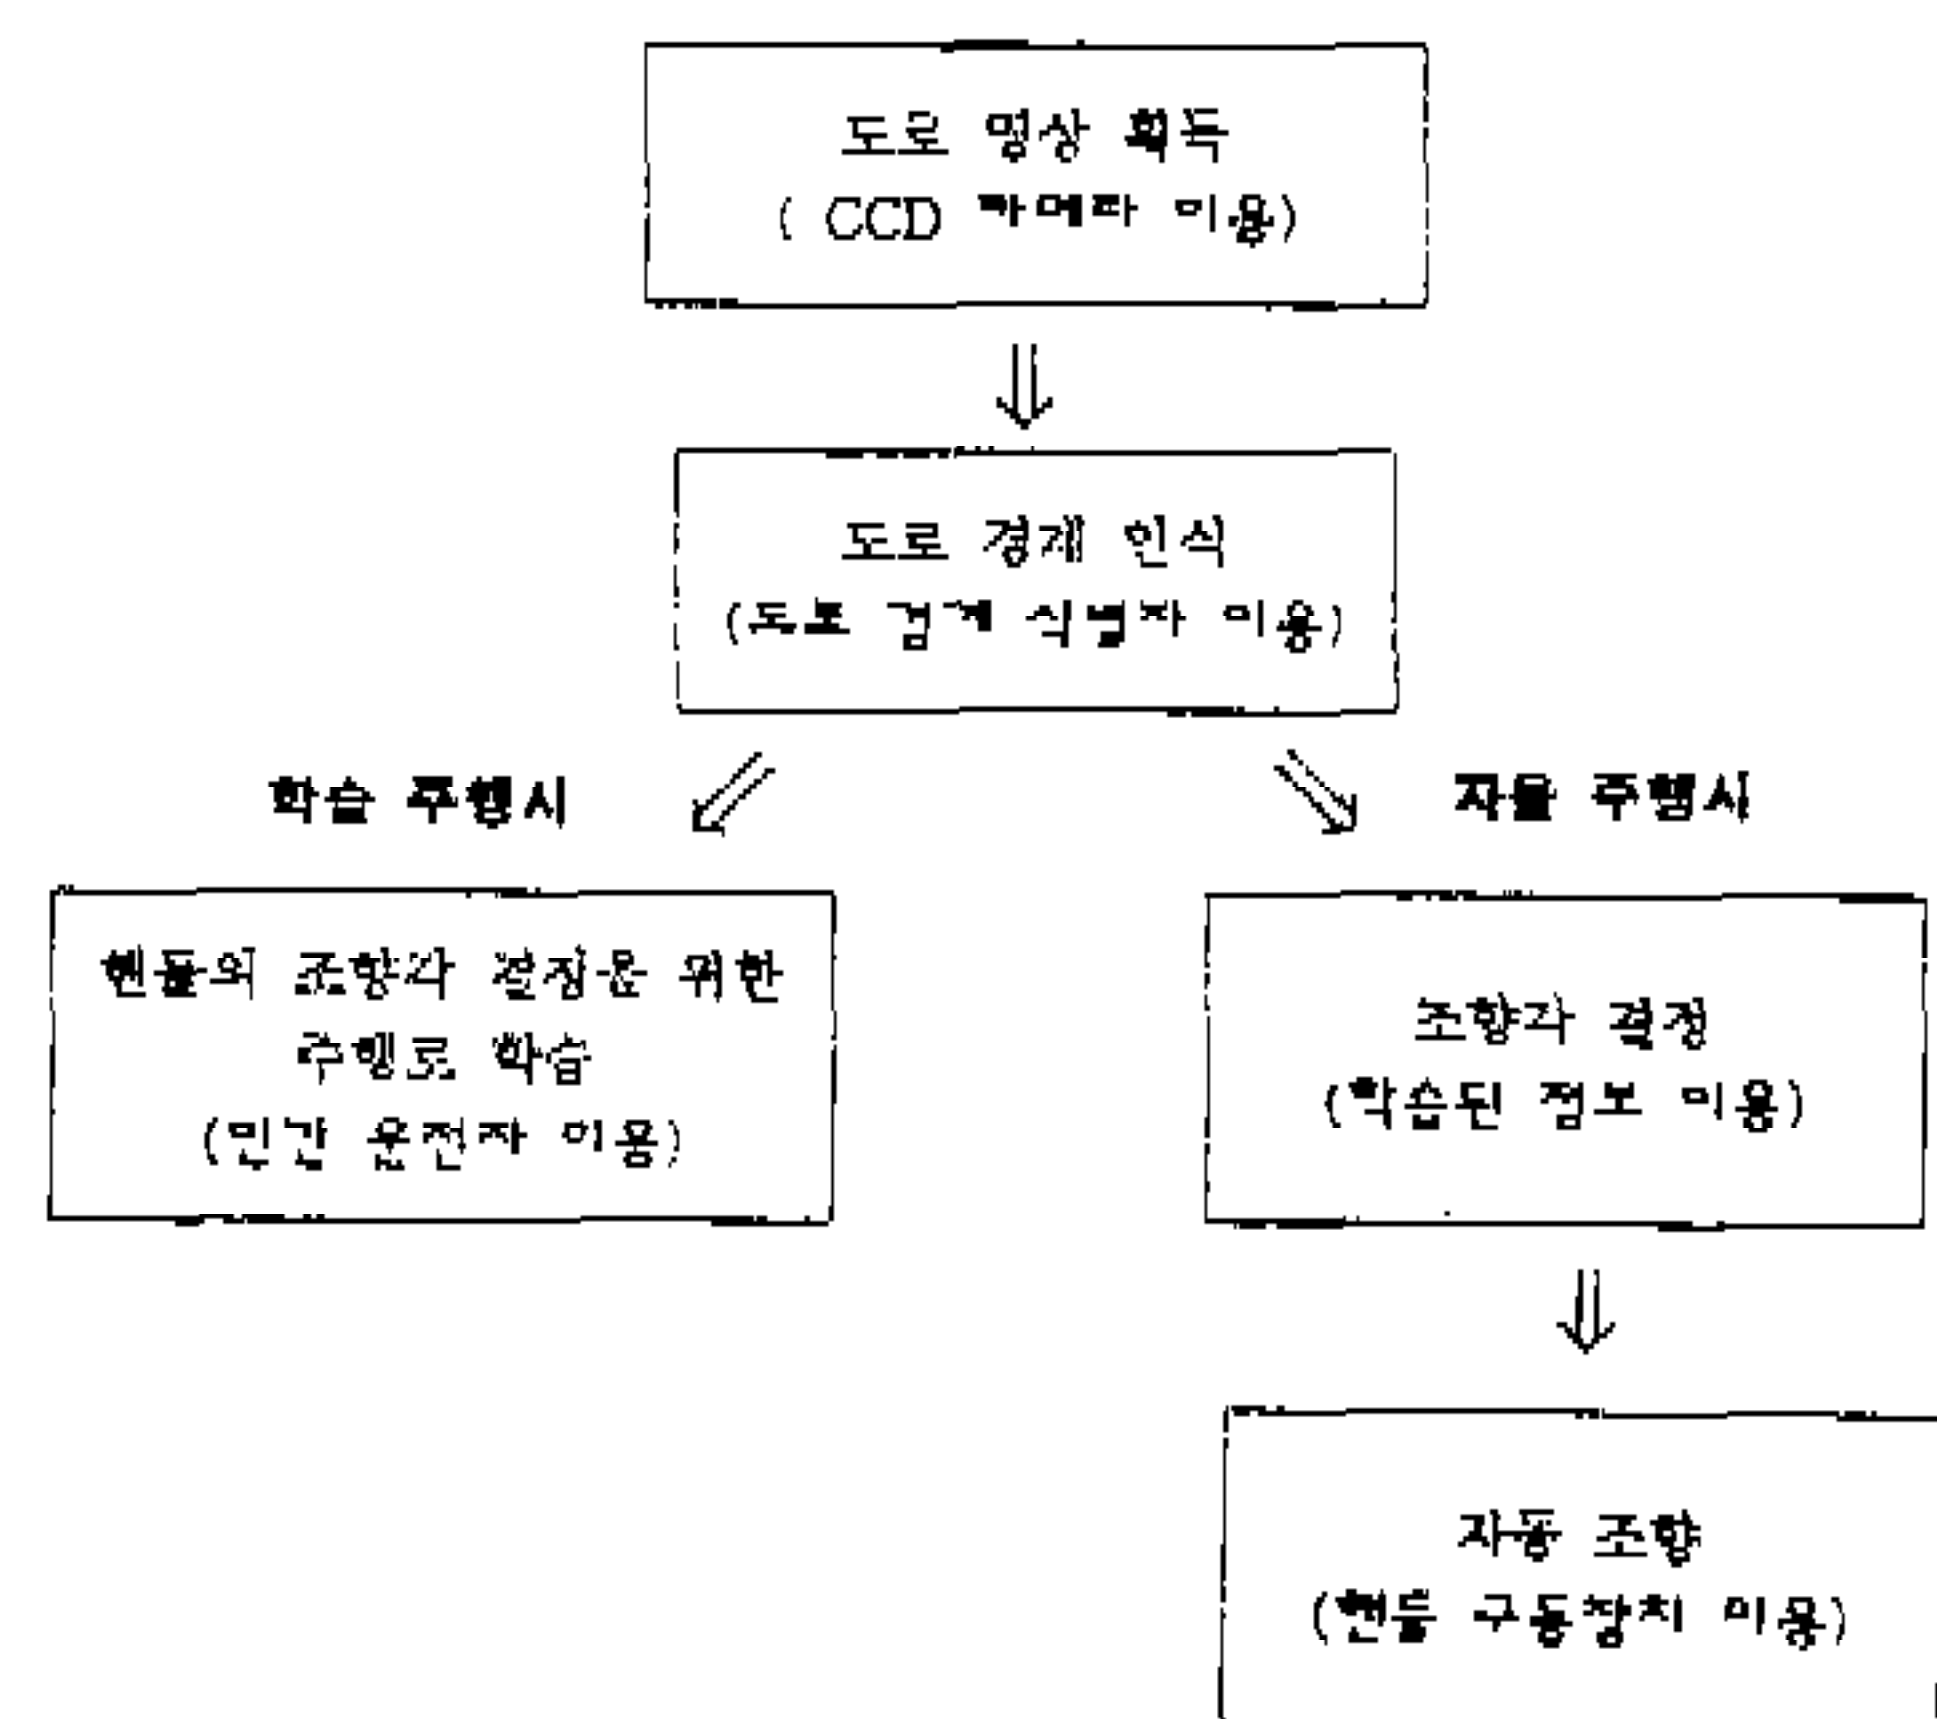 도로 영상 획득
( CCD 카메라 이용)
도로 경계 인식
(도로 경계 식별자 이용)
학습 주행시
자율 주행시
핸들의 조향각 결정을 위한
주행로 학습
(인간 운전자 이용)
조향각 결정
(학습된 정보 이용)
자동 조향
(핸들 구동장치 이용)